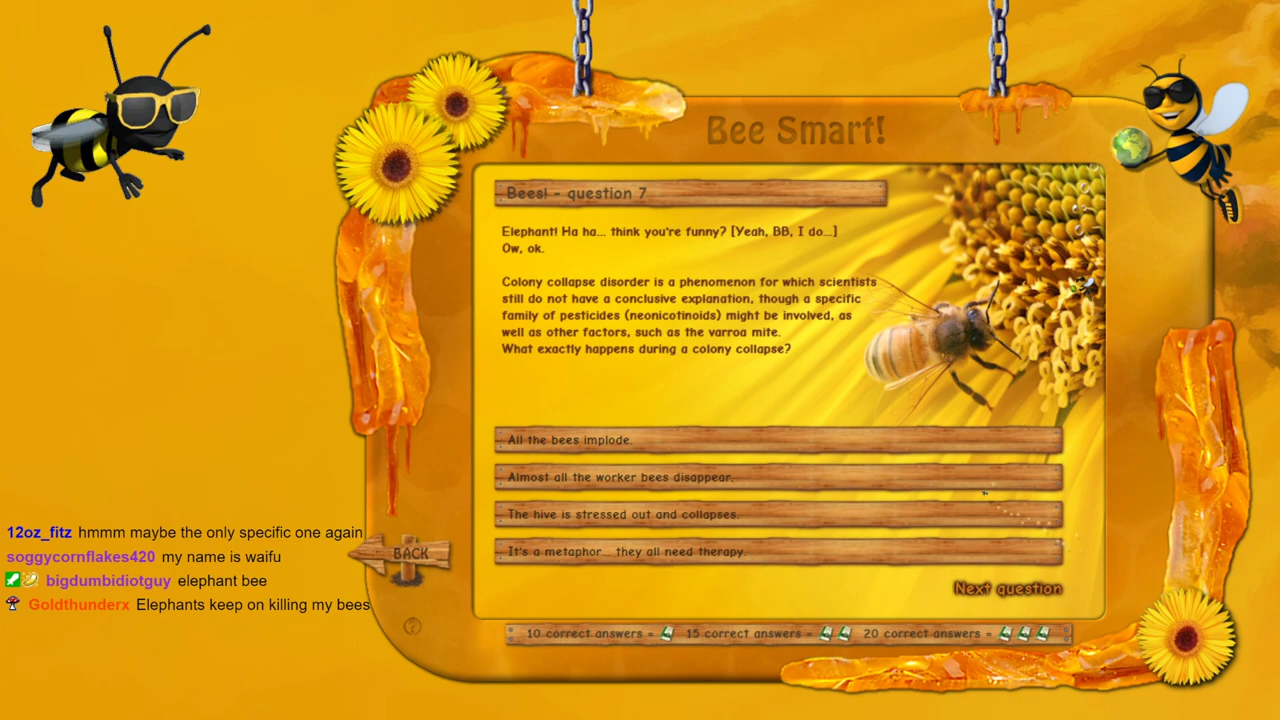 Bee Smart!
Bees! - question 7
Elephant! Ha ha... think you're funny? [Yeah, BB, I do...]
Ow, ok.
Colony collapse disorder is a phenomenon for which scientists
still do not have a conclusive explanation, though a specific
family of pesticides (neonicotinoids) might be involved, as
well as other factors, such as the varroa mite.
What exactly happens during a colony collapse?
All the bees implode.
Almost all the worker bees disappear.
The hive is stressed out and collapses.
It's a metaphor... they all need therapy.
Next question
10 correct answers = 15 correct answers = 20 correct answers =
BACK
?
12oz_fitz hmmm maybe the only specific one again
soggycornflakes420 my name is waifu
bigdumbidiotguy elephant bee
Goldthunderx Elephants keep on killing my bees